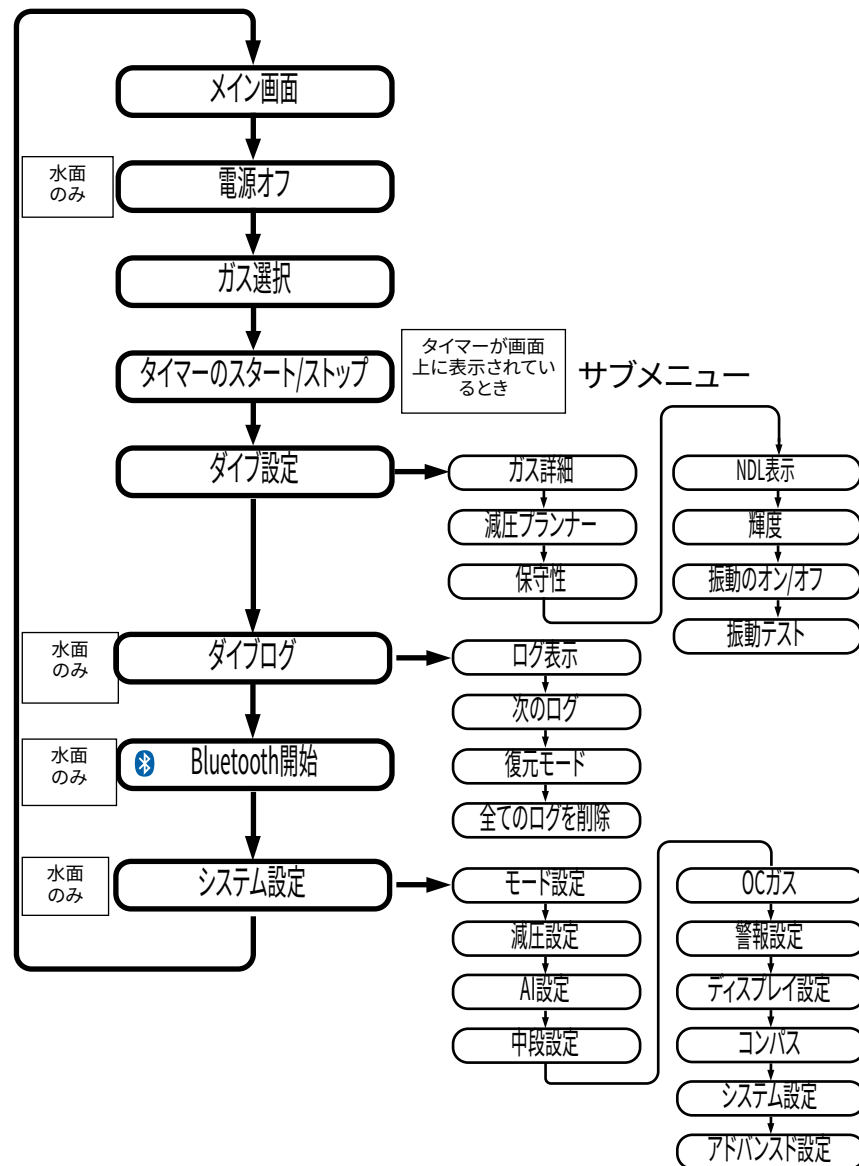 メイン画面
水面
のみ
電源オフ
ガス選択
タイマーのスタート/ストップ
タイマーが画面
上に表示されてい
るとき
サブメニュー
ダイブ設定
ガス詳細
減圧プランナー
保守性
NDL表示
輝度
振動のオン/オフ
振動テスト
水面
のみ
ダイブログ
ログ表示
次のログ
復元モード
全てのログを削除
水面
のみ
Bluetooth開始
水面
のみ
システム設定
モード設定
減圧設定
AI設定
中段設定
OCガス
警報設定
ディスプレイ設定
コンパス
システム設定
アドバンスド設定